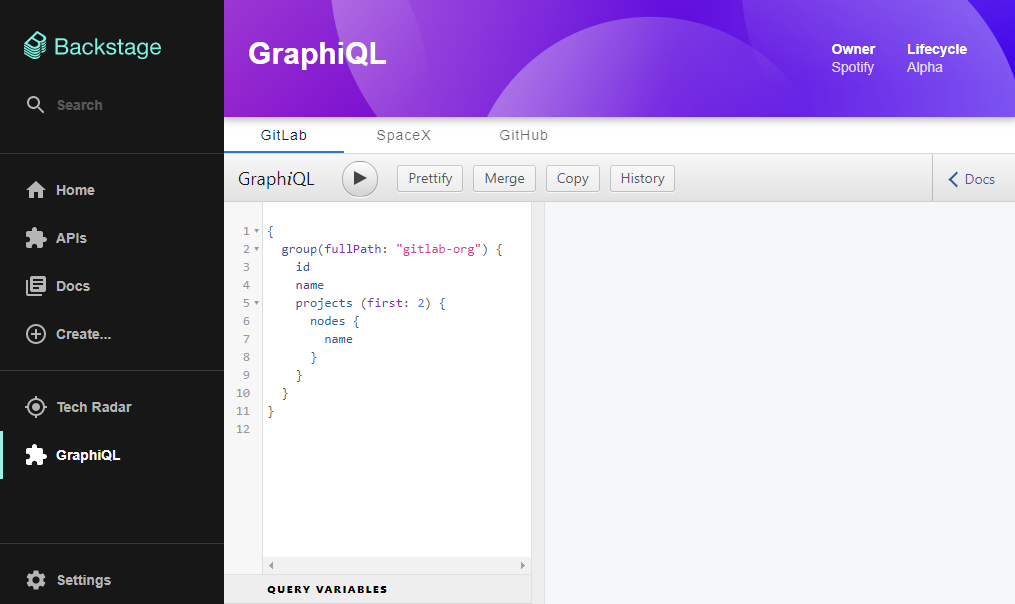 Backstage
Search
Home
APIs
Docs
Create...
Tech Radar
GraphiQL
Settings
GraphiQL
Owner
Spotify
Lifecycle
Alpha
GitLab SpaceX GitHub
GraphiQL Prettify Merge Copy History Docs
1 {
2 group(fullPath: "gitlab-org") {
3 id
4 name
5 projects (first: 2) {
6 nodes {
7 name
8 }
9 }
10 }
11 }
12
QUERY VARIABLES